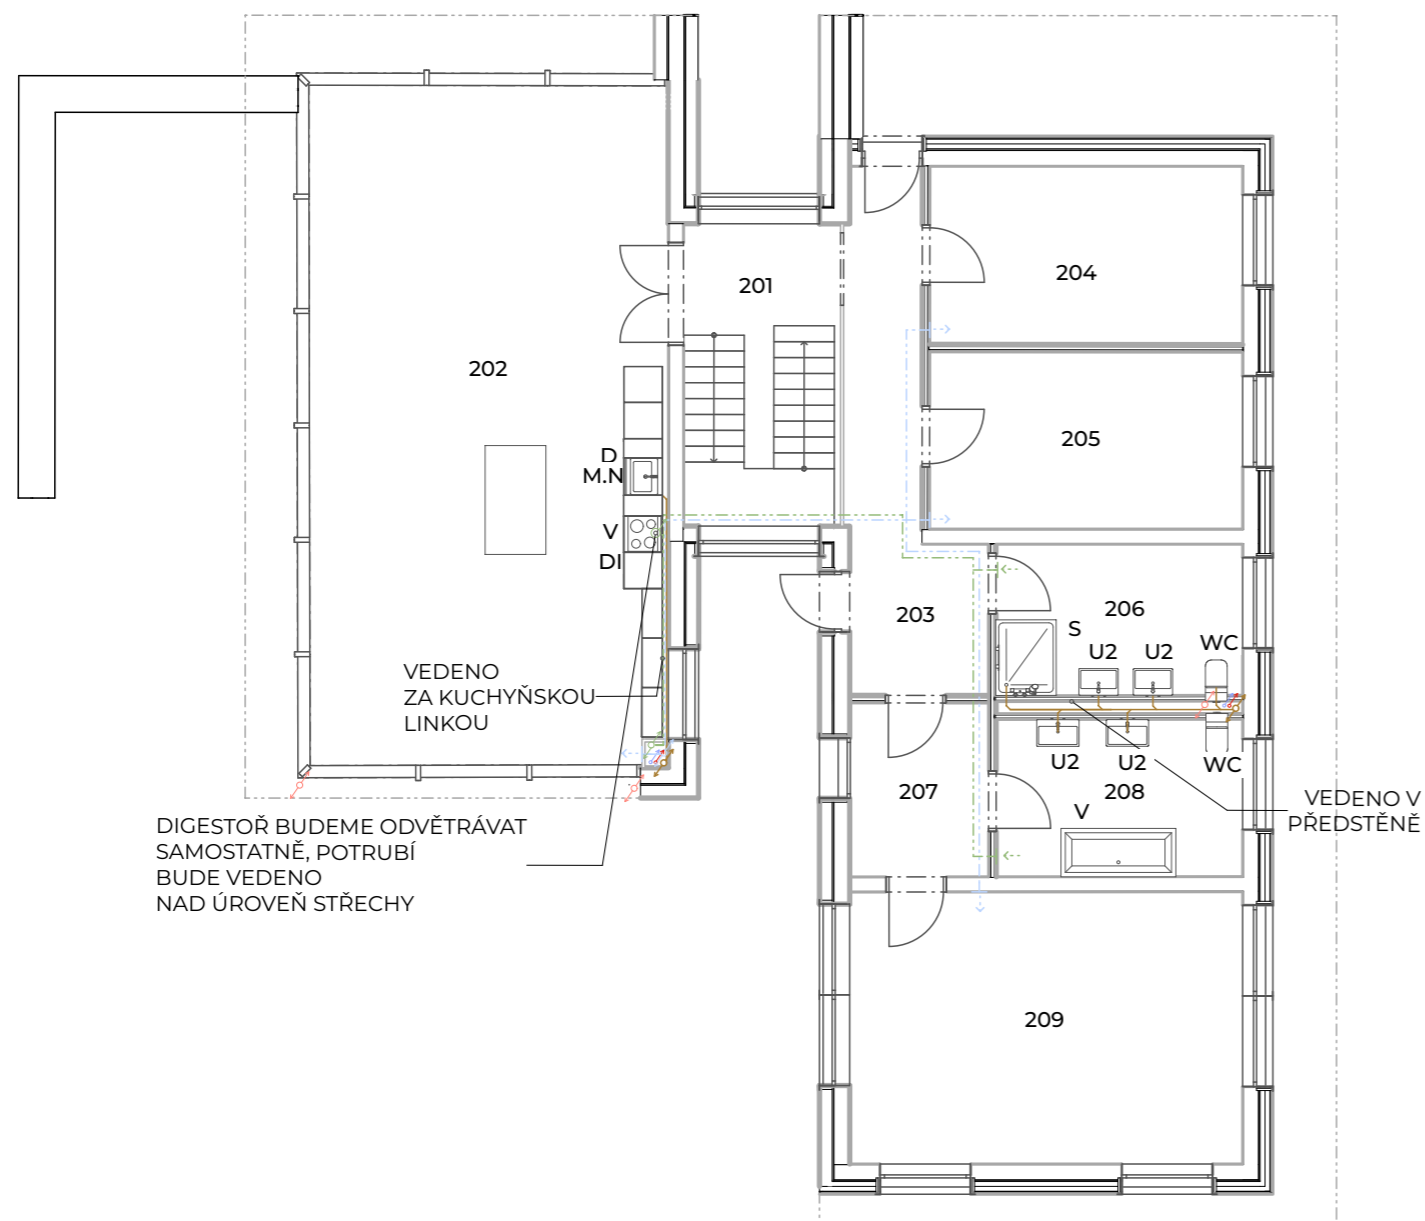 204
201
202
205
D
M.N
V
DI
203
206
S
U2
U2
WC
VEDENO
ZA KUCHYŇSKOU
LINKOU
U2
U2
WC
207
208
V
VEDENO V
PŘEDSTĚNĚ
DIGESTOŘ BUDEME ODVĚTRÁVAT
SAMOSTATNĚ, POTRUBÍ
BUDE VEDENO
NAD ÚROVEŇ STŘECHY
209